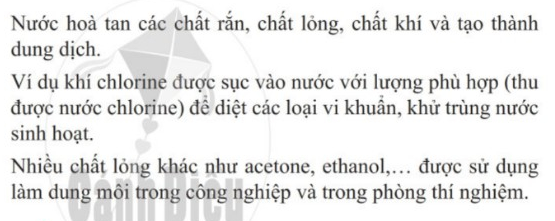 Nước hoà tan các chất rắn, chất lỏng, chất khí và tạo thành
dung dịch.
Ví dụ khí chlorine được sục vào nước với lượng phù hợp (thu
được nước chlorine) để diệt các loại vi khuẩn, khử trùng nước
sinh hoạt.
Nhiều chất lỏng khác như acetone, ethanol,… được sử dụng
làm dung môi trong công nghiệp và trong phòng thí nghiệm.
Cánh Diều